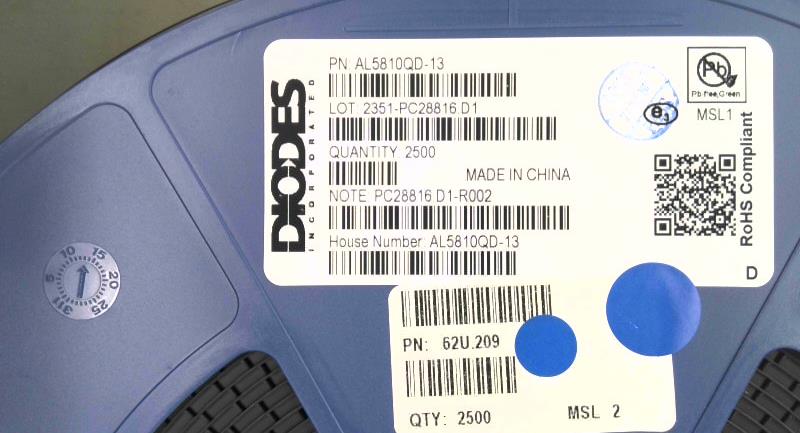 PN: AL5810QD-13
LOT: 2351-PC28816.D1
QUANTITY: 2500
MADE IN CHINA
NOTE: PC28816.D1-R002
House Number: AL5810QD-13
DIODES
INCORPORATED
Pb
Pb-Free,Green
e3
MSL1
RoHS Compliant
D
PN: 62U.209
QTY: 2500
MSL 2
5 10 15 20 25 31